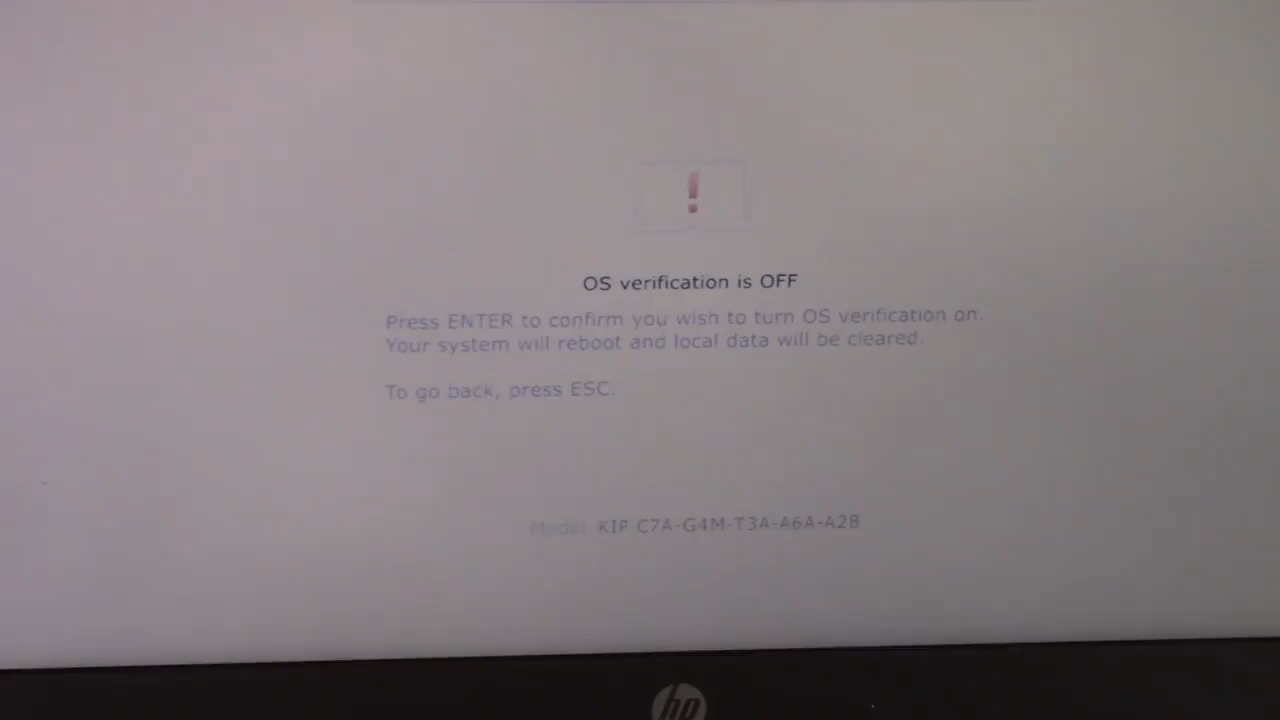 !
OS verification is OFF
Press ENTER to confirm you wish to turn OS verification on.
Your system will reboot and local data will be cleared.
To go back, press ESC.
Model KIP C7A-G4M-T3A-A6A-A2B
hp